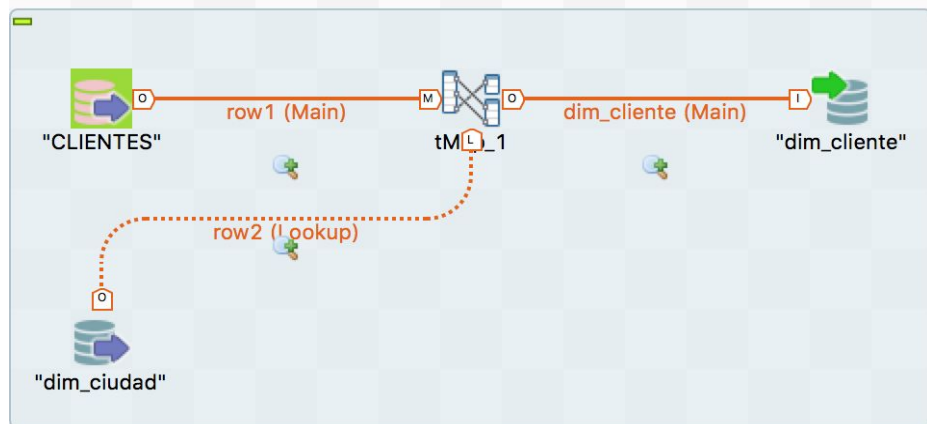 O
row1 (Main)
M
O
dim_cliente (Main)
I
"CLIENTES"
L
"dim_cliente"
row2 (Lookup)
O
"dim_ciudad"